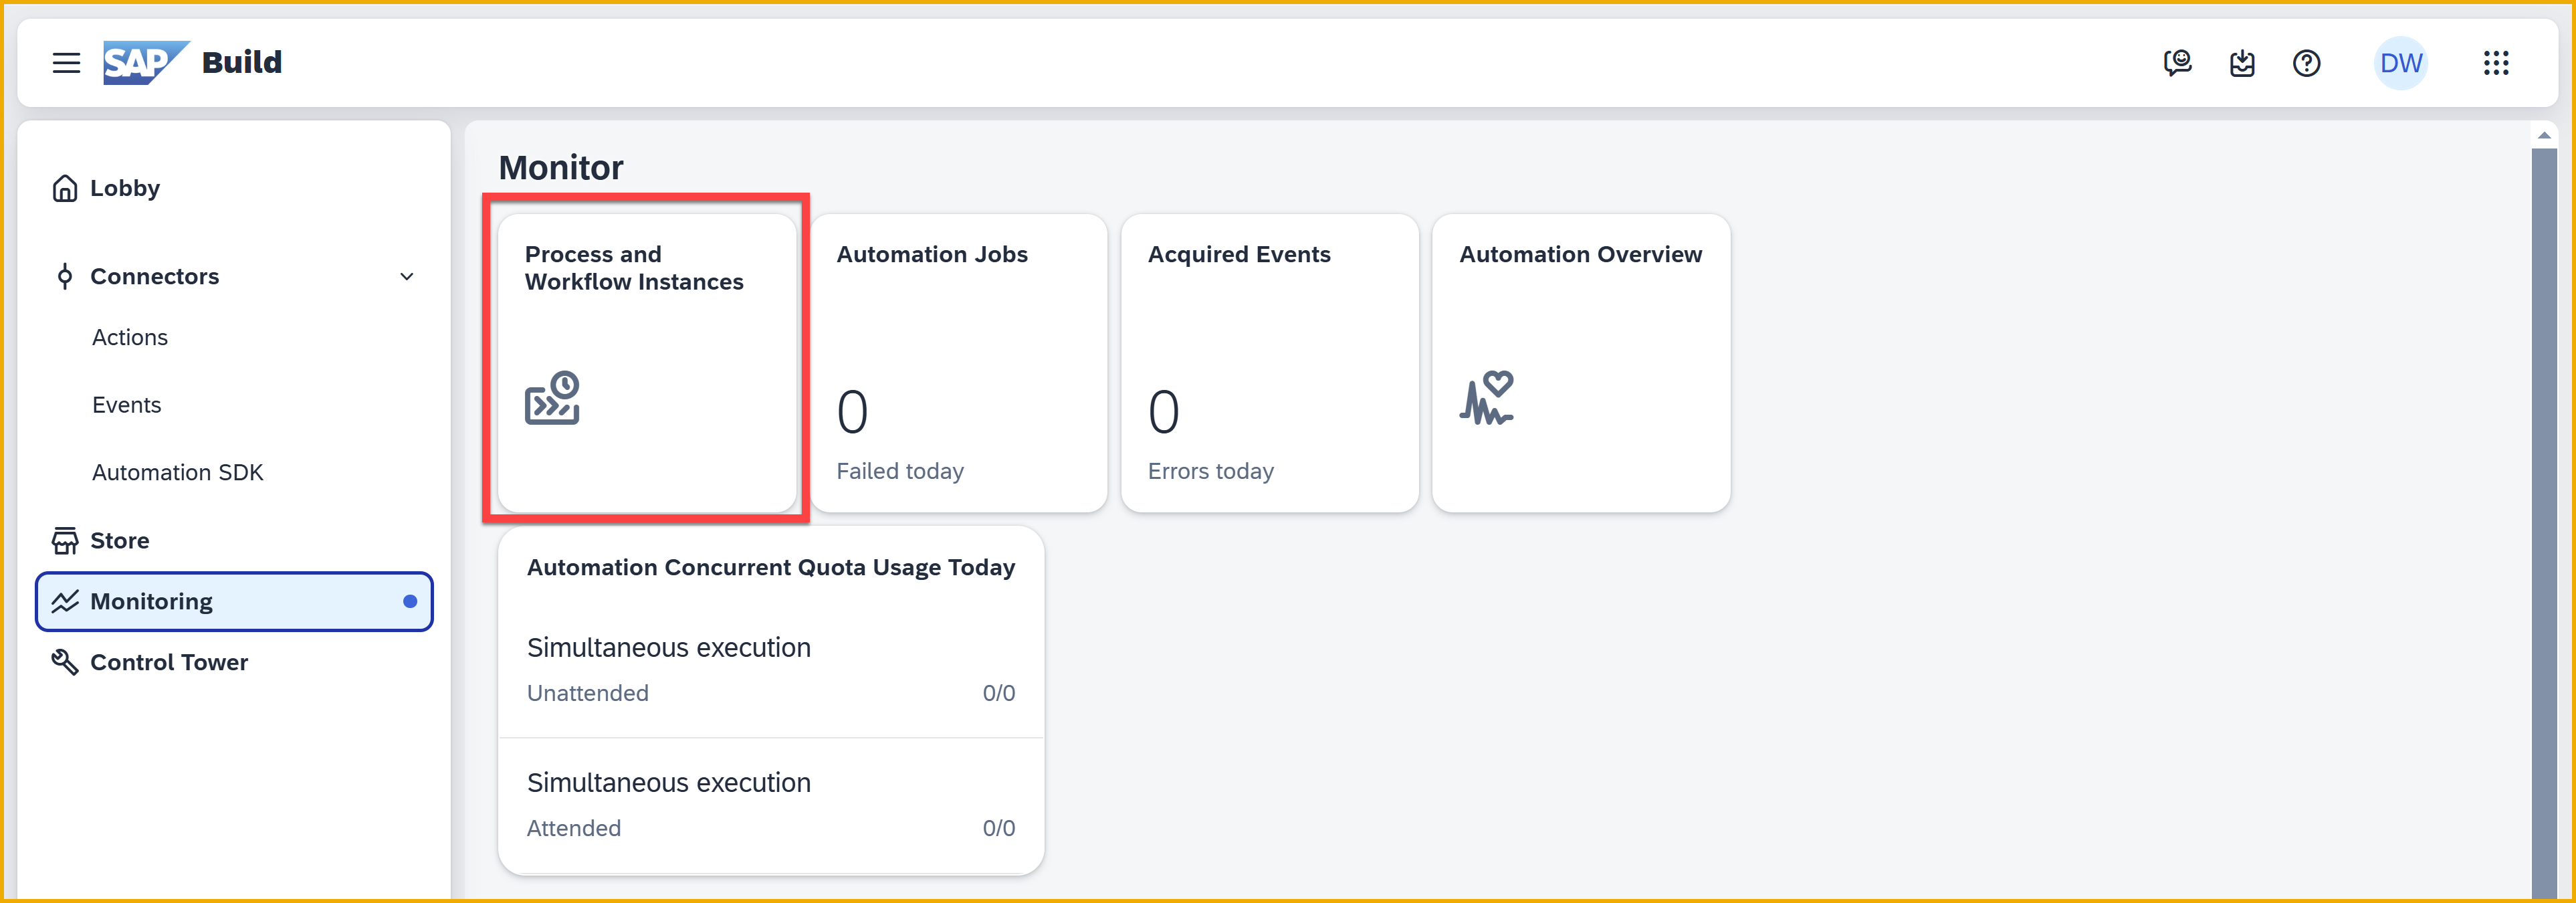 SAP Build
DW
Lobby
Connectors
Actions
Events
Automation SDK
Store
Monitoring
Control Tower
Monitor
Process and
Workflow Instances
Automation Jobs
0
Failed today
Acquired Events
0
Errors today
Automation Overview
Automation Concurrent Quota Usage Today
Simultaneous execution
Unattended 0/0
Simultaneous execution
Attended 0/0